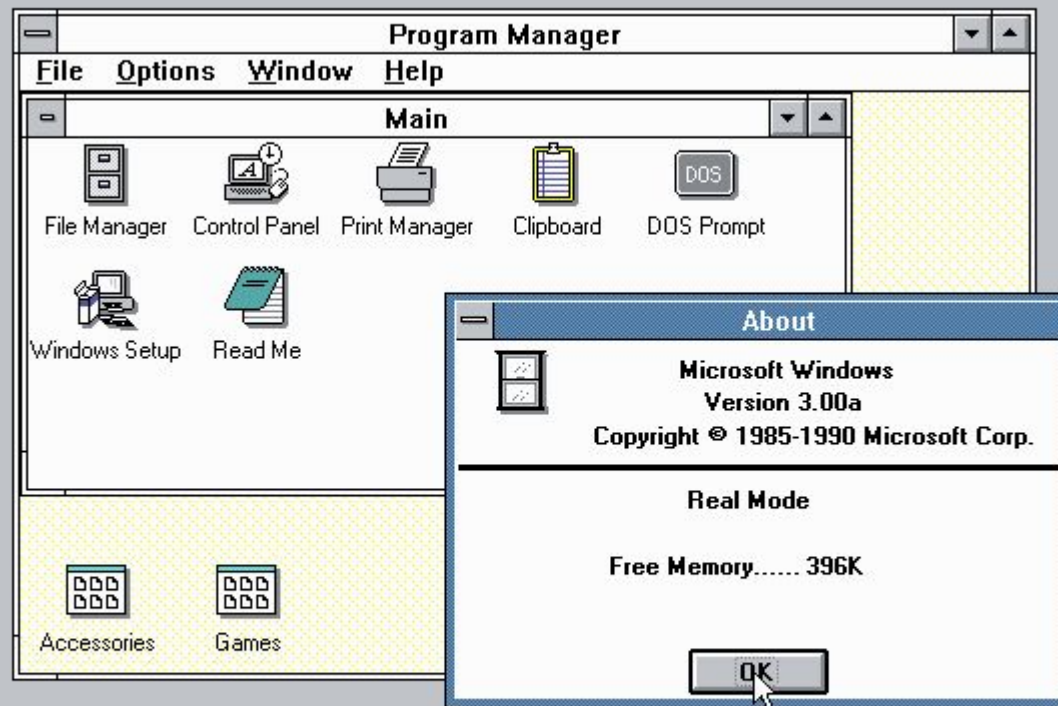 Program Manager
File Options Window Help
Main
File Manager Control Panel Print Manager Clipboard DOS Prompt
DOS
Windows Setup Read Me
About
Microsoft Windows
Version 3.00a
Copyright © 1985-1990 Microsoft Corp.
Real Mode
Free Memory...... 396K
OK
Accessories Games